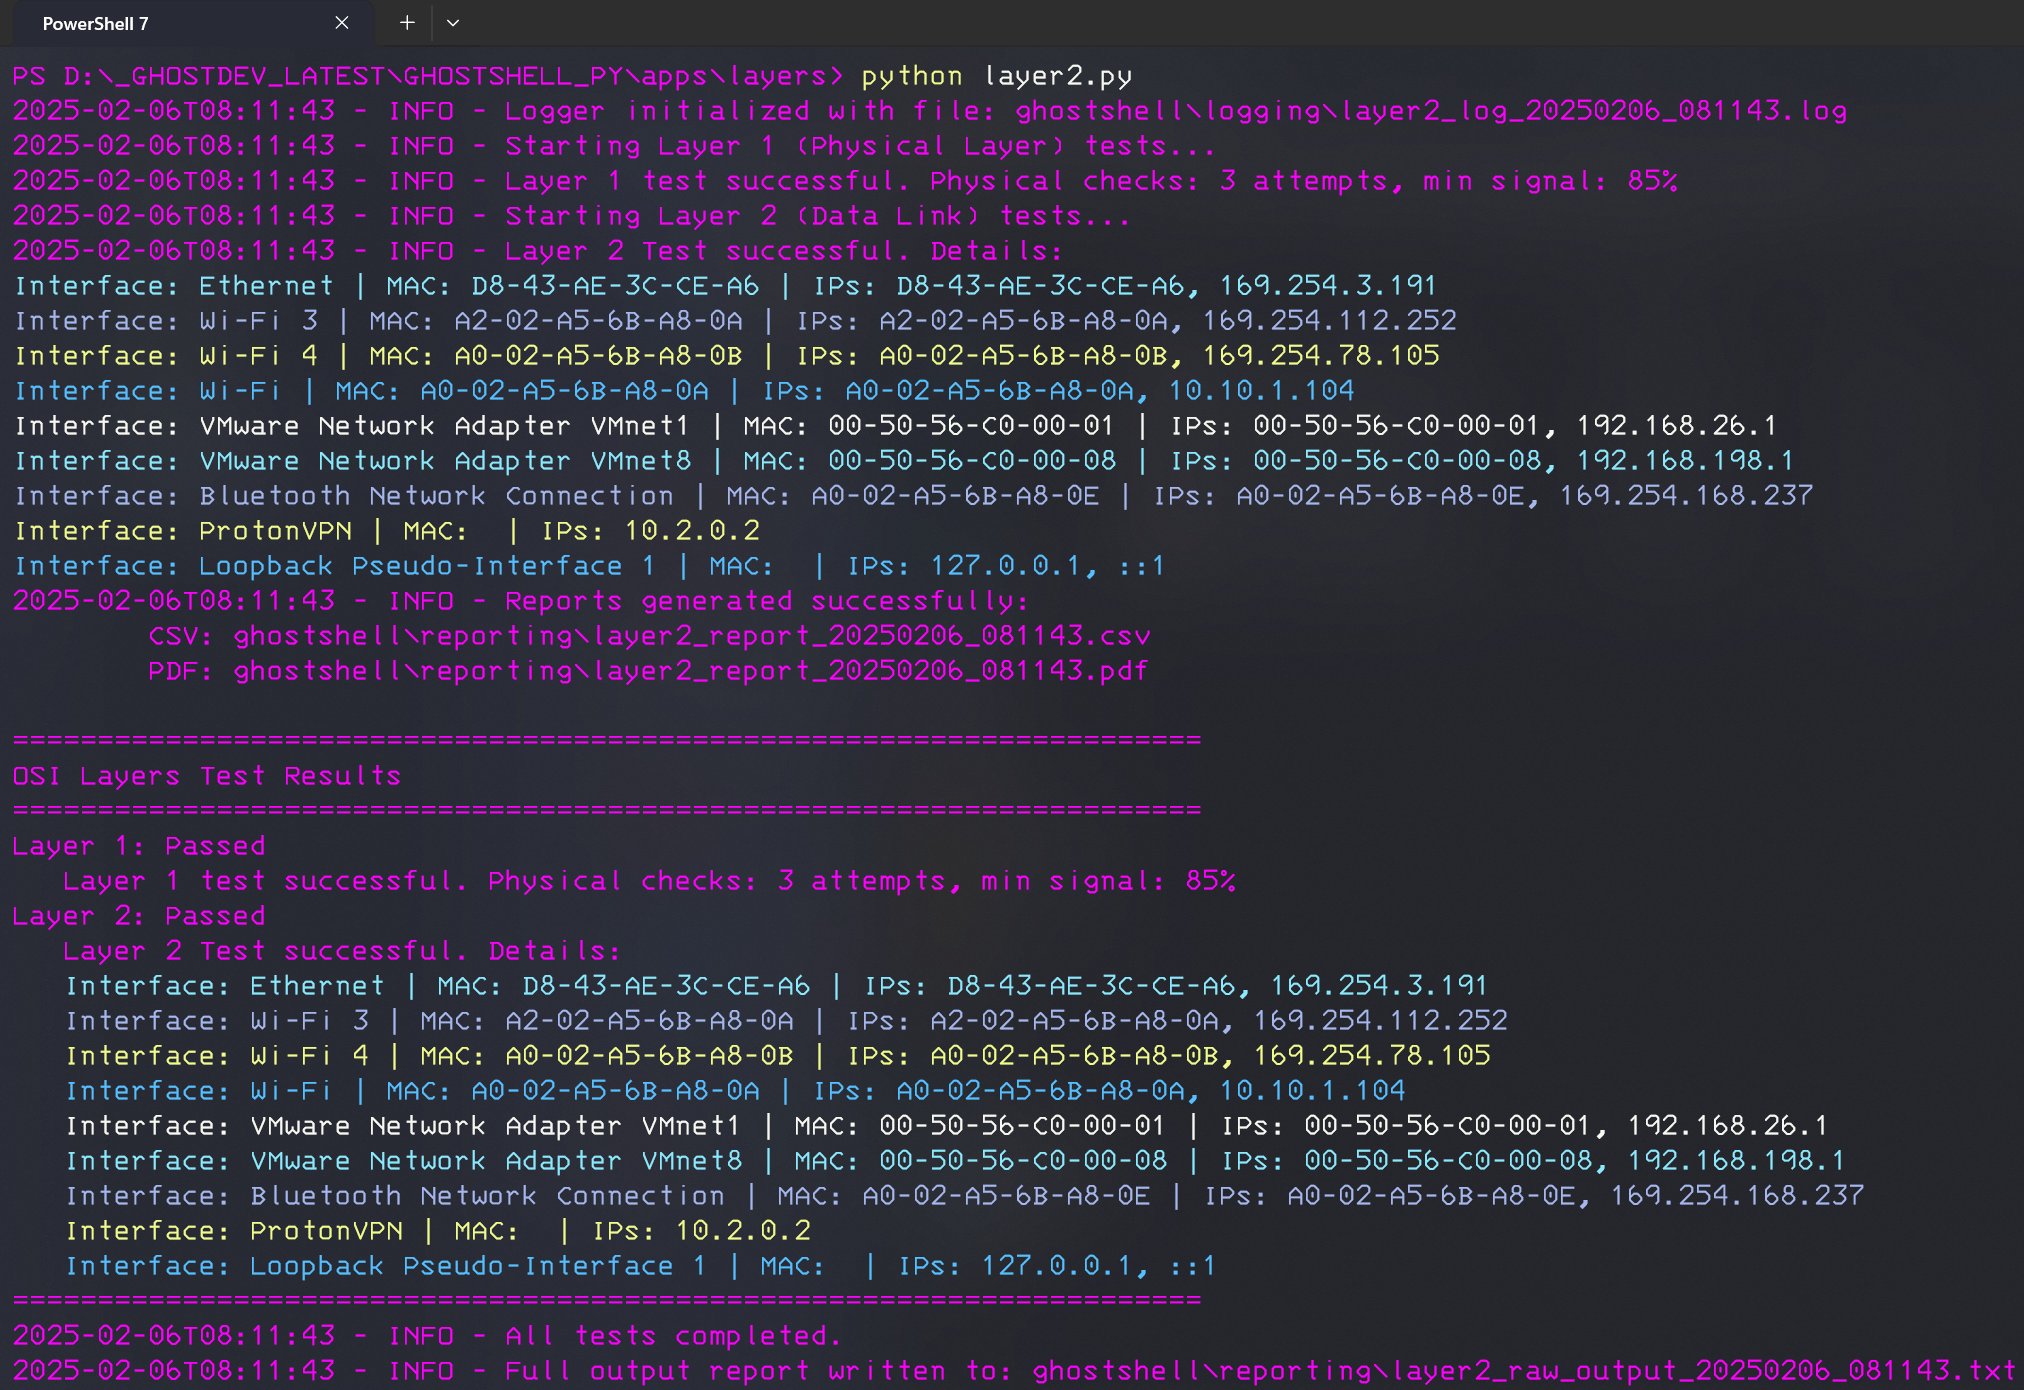 PowerShell 7
PS D:\_GHOSTDEV_LATEST\GHOSTSHELL_PY\apps\layers> python layer2.py
2025-02-06T08:11:43 - INFO - Logger initialized with file: ghostshell\logging\layer2_log_20250206_081143.log
2025-02-06T08:11:43 - INFO - Starting Layer 1 (Physical Layer) tests...
2025-02-06T08:11:43 - INFO - Layer 1 test successful. Physical checks: 3 attempts, min signal: 85%
2025-02-06T08:11:43 - INFO - Starting Layer 2 (Data Link) tests...
2025-02-06T08:11:43 - INFO - Layer 2 Test successful. Details:
Interface: Ethernet | MAC: D8-43-AE-3C-CE-A6 | IPs: D8-43-AE-3C-CE-A6, 169.254.3.191
Interface: Wi-Fi 3 | MAC: A2-02-A5-6B-A8-0A | IPs: A2-02-A5-6B-A8-0A, 169.254.112.252
Interface: Wi-Fi 4 | MAC: A0-02-A5-6B-A8-0B | IPs: A0-02-A5-6B-A8-0B, 169.254.78.105
Interface: Wi-Fi | MAC: A0-02-A5-6B-A8-0A | IPs: A0-02-A5-6B-A8-0A, 10.10.1.104
Interface: VMware Network Adapter VMnet1 | MAC: 00-50-56-C0-00-01 | IPs: 00-50-56-C0-00-01, 192.168.26.1
Interface: VMware Network Adapter VMnet8 | MAC: 00-50-56-C0-00-08 | IPs: 00-50-56-C0-00-08, 192.168.198.1
Interface: Bluetooth Network Connection | MAC: A0-02-A5-6B-A8-0E | IPs: A0-02-A5-6B-A8-0E, 169.254.168.237
Interface: ProtonVPN | MAC:  | IPs: 10.2.0.2
Interface: Loopback Pseudo-Interface 1 | MAC:  | IPs: 127.0.0.1, ::1
2025-02-06T08:11:43 - INFO - Reports generated successfully:
CSV: ghostshell\reporting\layer2_report_20250206_081143.csv
PDF: ghostshell\reporting\layer2_report_20250206_081143.pdf
======================================================================
OSI Layers Test Results
======================================================================
Layer 1: Passed
Layer 1 test successful. Physical checks: 3 attempts, min signal: 85%
Layer 2: Passed
Layer 2 Test successful. Details:
Interface: Ethernet | MAC: D8-43-AE-3C-CE-A6 | IPs: D8-43-AE-3C-CE-A6, 169.254.3.191
Interface: Wi-Fi 3 | MAC: A2-02-A5-6B-A8-0A | IPs: A2-02-A5-6B-A8-0A, 169.254.112.252
Interface: Wi-Fi 4 | MAC: A0-02-A5-6B-A8-0B | IPs: A0-02-A5-6B-A8-0B, 169.254.78.105
Interface: Wi-Fi | MAC: A0-02-A5-6B-A8-0A | IPs: A0-02-A5-6B-A8-0A, 10.10.1.104
Interface: VMware Network Adapter VMnet1 | MAC: 00-50-56-C0-00-01 | IPs: 00-50-56-C0-00-01, 192.168.26.1
Interface: VMware Network Adapter VMnet8 | MAC: 00-50-56-C0-00-08 | IPs: 00-50-56-C0-00-08, 192.168.198.1
Interface: Bluetooth Network Connection | MAC: A0-02-A5-6B-A8-0E | IPs: A0-02-A5-6B-A8-0E, 169.254.168.237
Interface: ProtonVPN | MAC:  | IPs: 10.2.0.2
Interface: Loopback Pseudo-Interface 1 | MAC:  | IPs: 127.0.0.1, ::1
======================================================================
2025-02-06T08:11:43 - INFO - All tests completed.
2025-02-06T08:11:43 - INFO - Full output report written to: ghostshell\reporting\layer2_raw_output_20250206_081143.txt